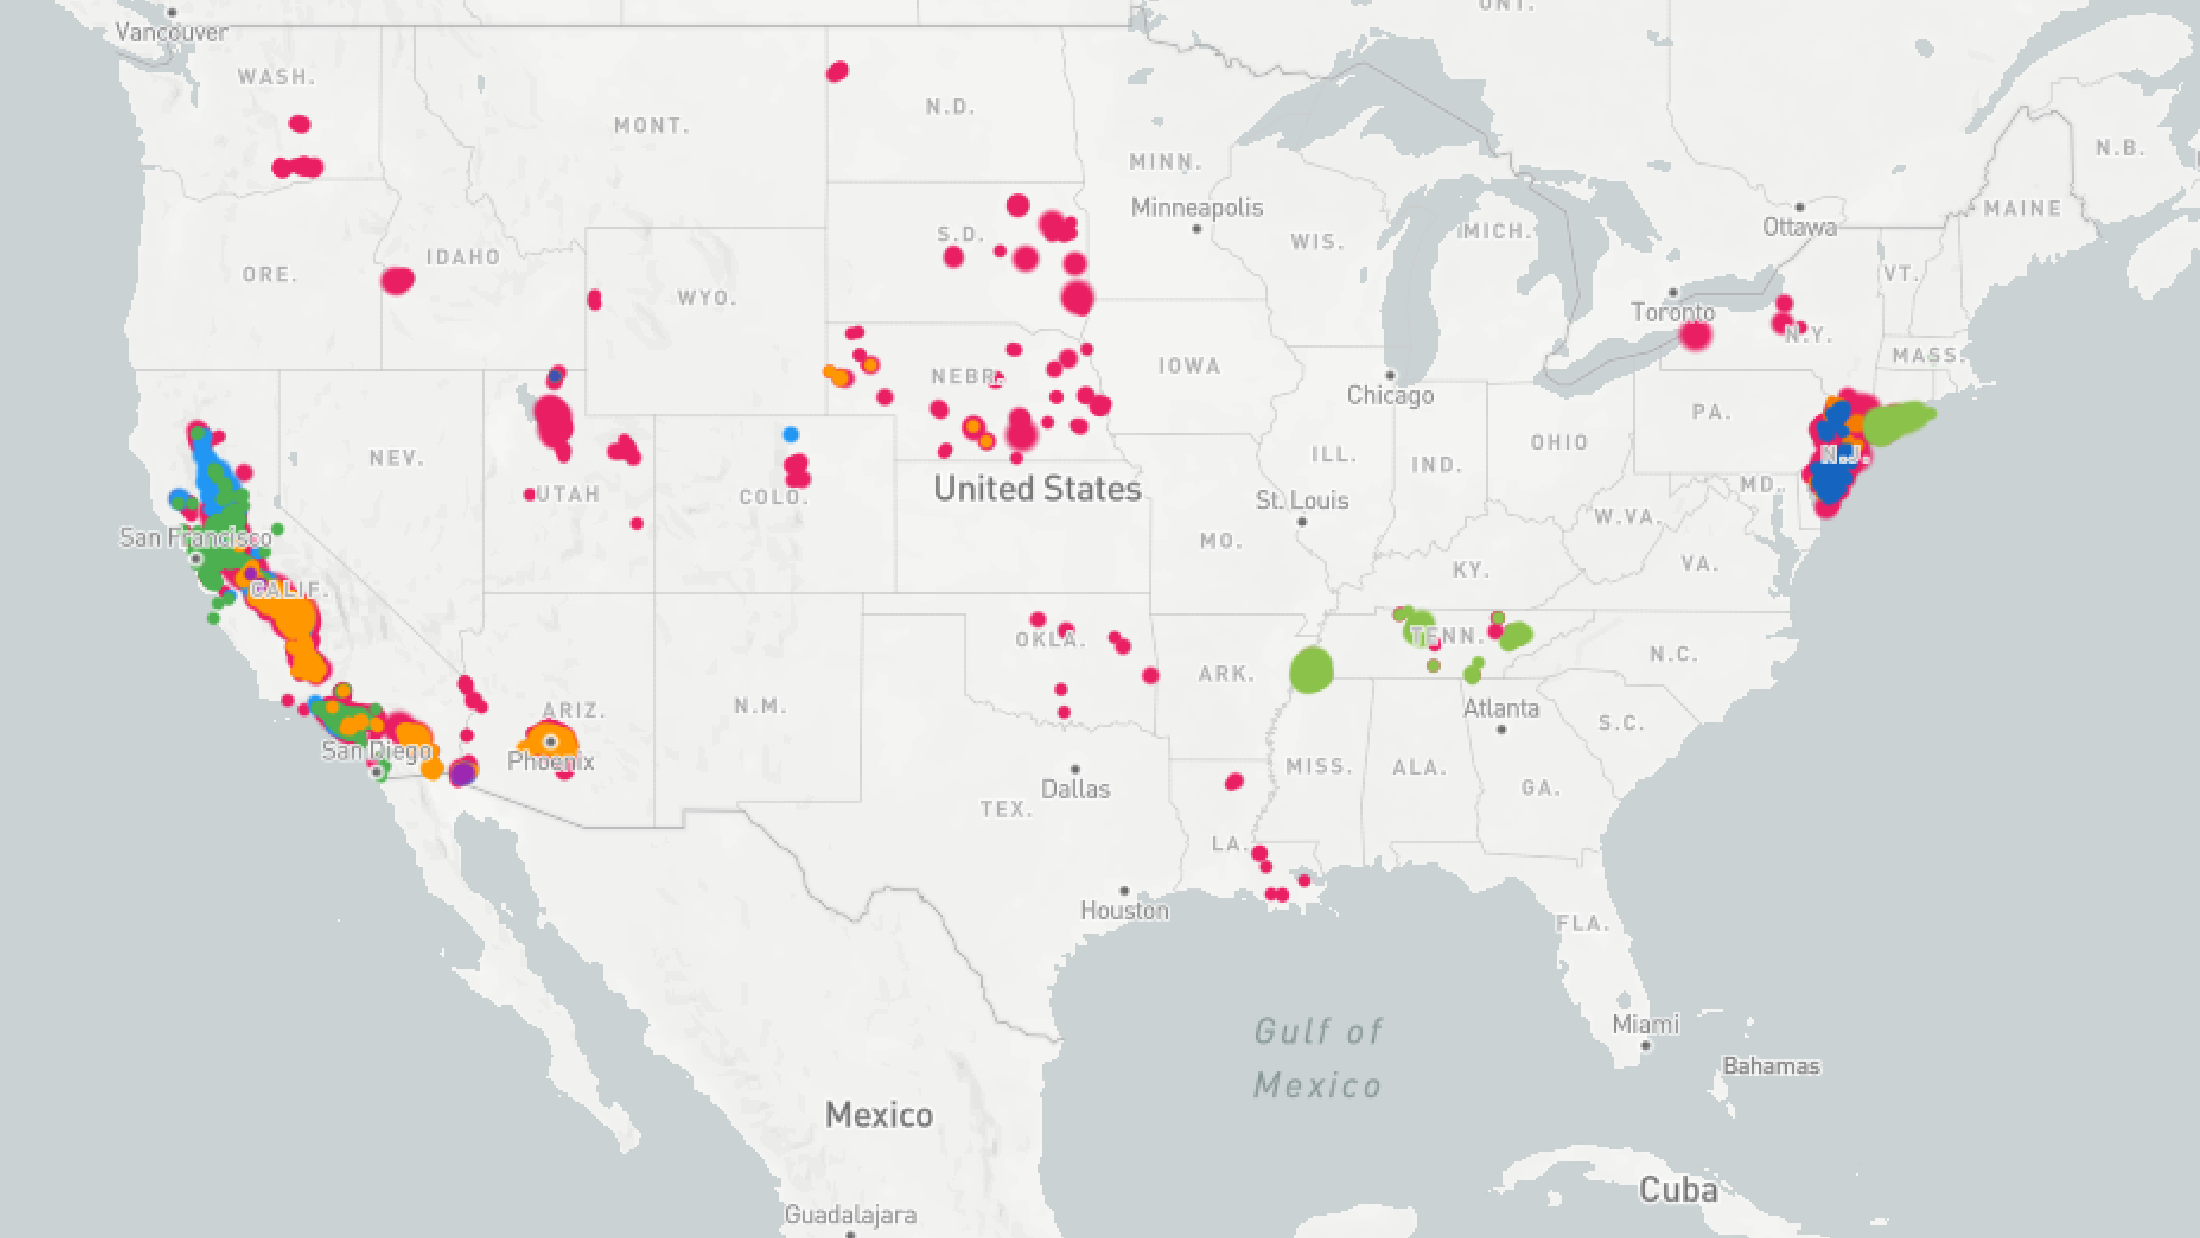 ONT.
Vancouver
WASH.
N.D.
MONT.
N.B.
MINN.
Minneapolis
MAINE
Ottawa
S.D.
WIS.
MICH.
IDAHO
ORE.
VT.
WYO.
Toronto
N.Y.
MASS.
IOWA
NEBR.
Chicago
PA.
OHIO
NEV.
ILL.
IND.
N.J.
MD.
UTAH
COLO.
United States
St. Louis
W.VA.
San Francisco
MO.
KY.
VA.
CALIF.
OKLA.
TENN.
N.C.
ARK.
ARIZ.
N.M.
Atlanta
S.C.
San Diego
Phoenix
MISS.
ALA.
Dallas
GA.
TEX.
LA.
Houston
FLA.
Miami
Gulf of
Mexico
Bahamas
Mexico
Cuba
Guadalajara